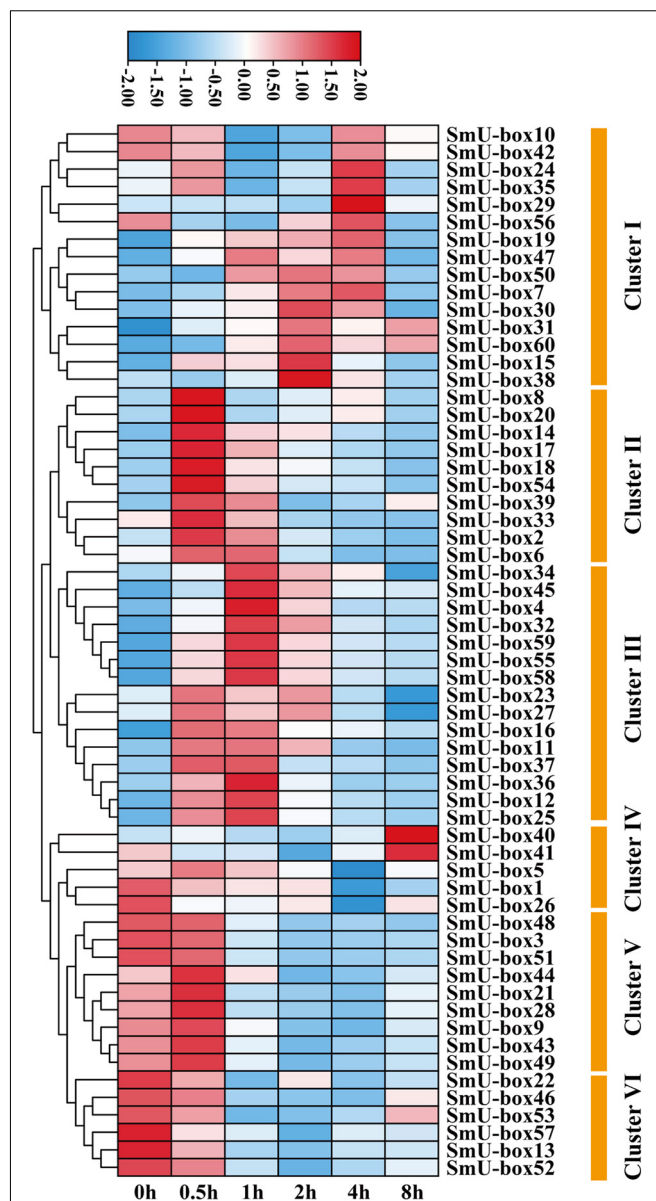 -2.00
-1.50
-1.00
-0.50
0.00
0.50
1.00
1.50
2.00
SmU-box10
SmU-box42
SmU-box24
SmU-box35
SmU-box29
SmU-box56
SmU-box19
SmU-box47
SmU-box50
SmU-box7
SmU-box30
SmU-box31
SmU-box60
SmU-box15
SmU-box38
Cluster I
SmU-box8
SmU-box20
SmU-box14
SmU-box17
SmU-box18
SmU-box54
SmU-box39
SmU-box33
SmU-box2
SmU-box6
Cluster II
SmU-box34
SmU-box45
SmU-box4
SmU-box32
SmU-box59
SmU-box55
SmU-box58
SmU-box23
SmU-box27
SmU-box16
SmU-box11
SmU-box37
SmU-box36
SmU-box12
SmU-box25
Cluster III
SmU-box40
SmU-box41
SmU-box5
SmU-box1
SmU-box26
Cluster IV
SmU-box48
SmU-box3
SmU-box51
SmU-box44
SmU-box21
SmU-box28
SmU-box9
SmU-box43
SmU-box49
Cluster V
SmU-box22
SmU-box46
SmU-box53
SmU-box57
SmU-box13
SmU-box52
Cluster VI
0h 0.5h 1h 2h 4h 8h